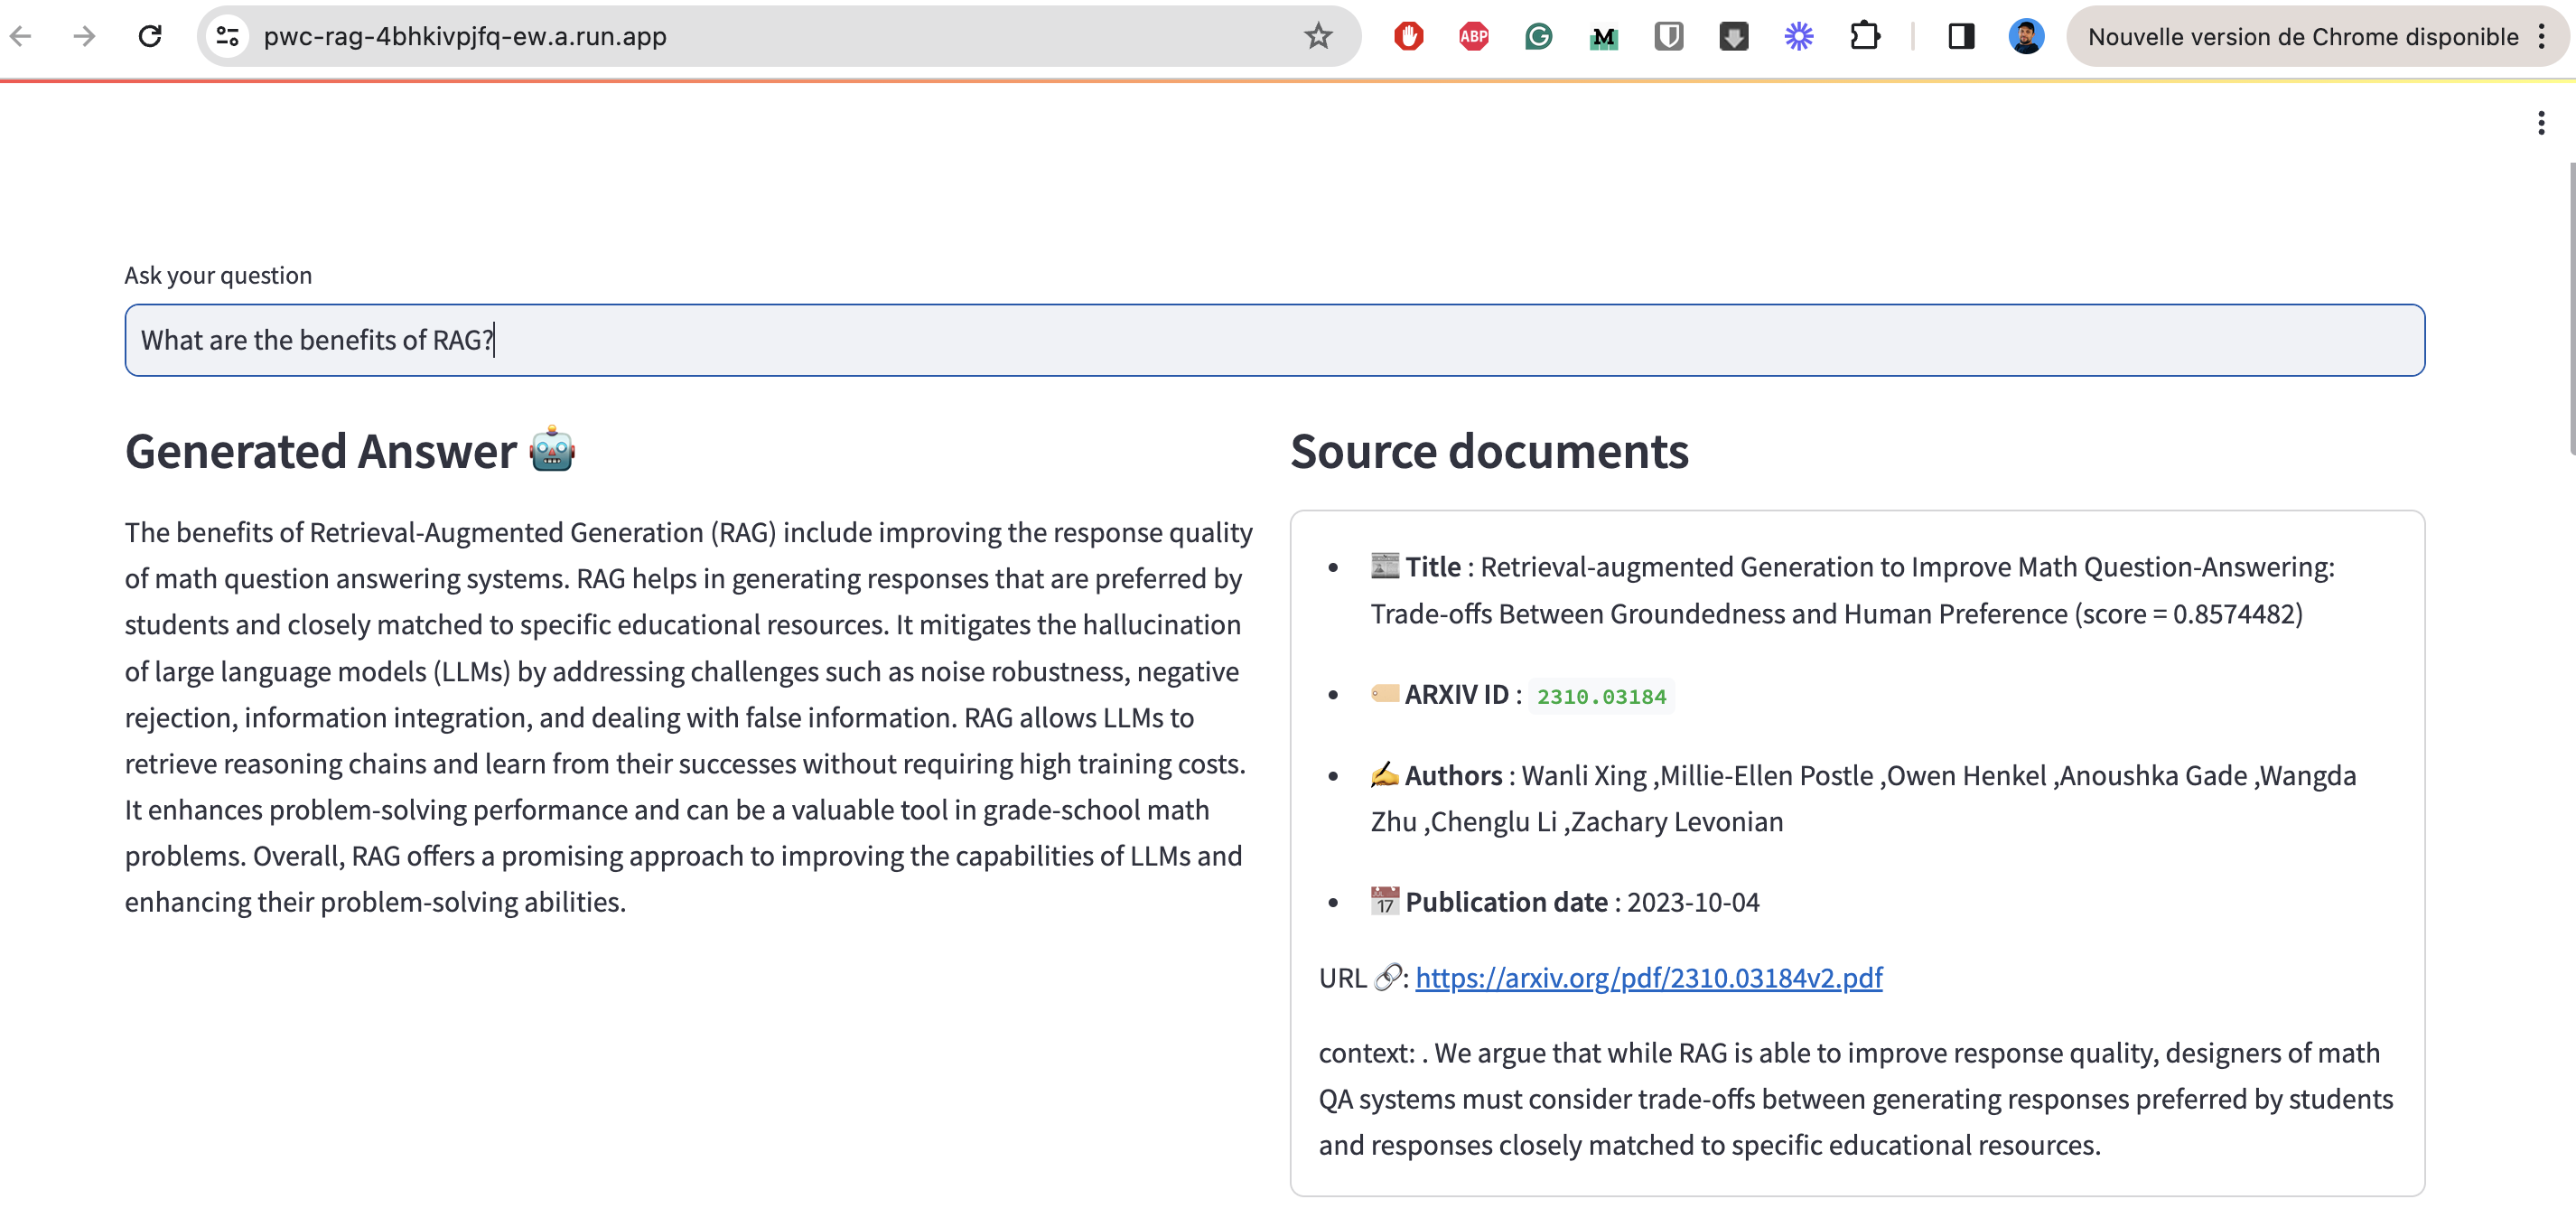 pwc-rag-4bhkivpjfq-ew.a.run.app
ABP
M
Nouvelle version de Chrome disponible
Ask your question
What are the benefits of RAG?
Generated Answer 🤖
The benefits of Retrieval-Augmented Generation (RAG) include improving the response quality
of math question answering systems. RAG helps in generating responses that are preferred by
students and closely matched to specific educational resources. It mitigates the hallucination
of large language models (LLMs) by addressing challenges such as noise robustness, negative
rejection, information integration, and dealing with false information. RAG allows LLMs to
retrieve reasoning chains and learn from their successes without requiring high training costs.
It enhances problem-solving performance and can be a valuable tool in grade-school math
problems. Overall, RAG offers a promising approach to improving the capabilities of LLMs and
enhancing their problem-solving abilities.
Source documents
• 📰 Title : Retrieval-augmented Generation to Improve Math Question-Answering:
Trade-offs Between Groundedness and Human Preference (score = 0.8574482)
• 🏷️ ARXIV ID : 2310.03184
• ✍️ Authors : Wanli Xing ,Millie-Ellen Postle ,Owen Henkel ,Anoushka Gade ,Wangda
Zhu ,Chenglu Li ,Zachary Levonian
• 📅 Publication date : 2023-10-04
URL 🔗: https://arxiv.org/pdf/2310.03184v2.pdf
context: . We argue that while RAG is able to improve response quality, designers of math
QA systems must consider trade-offs between generating responses preferred by students
and responses closely matched to specific educational resources.